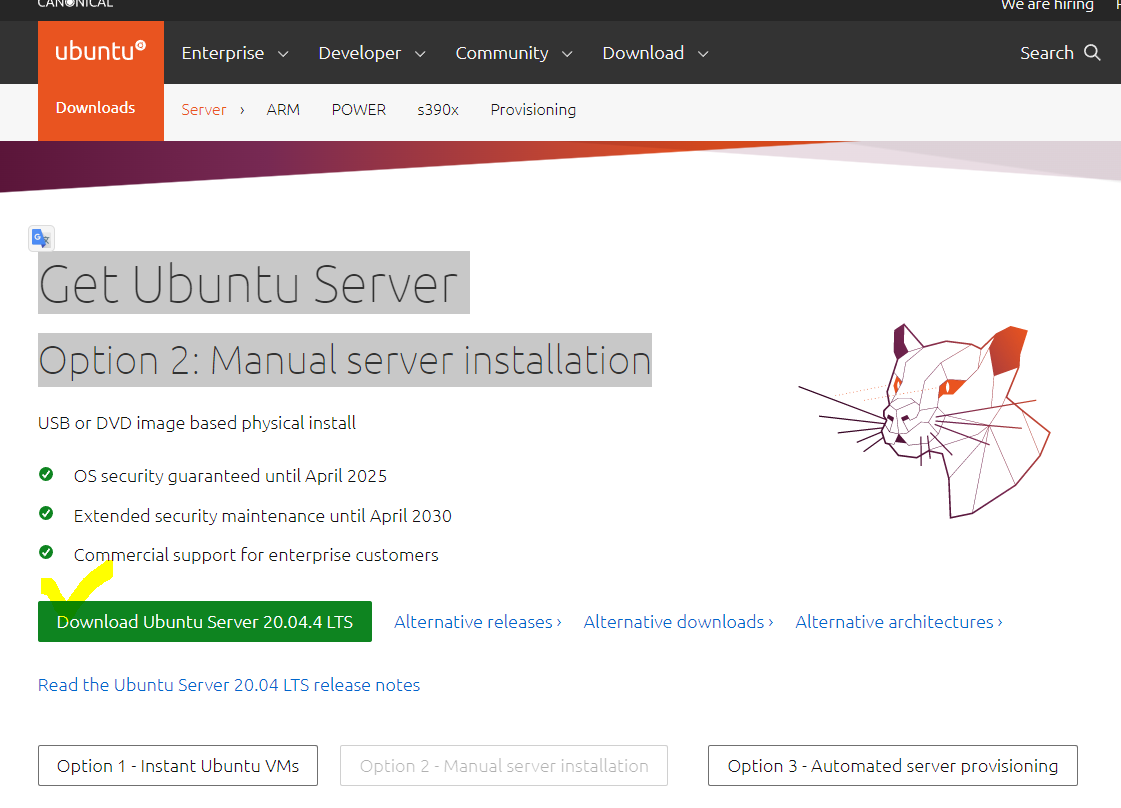 CANONICAL
We are hiring
ubuntu
Enterprise
Developer
Community
Download
Search
Downloads
Server › ARM POWER s390x Provisioning
Get Ubuntu Server
Option 2: Manual server installation
USB or DVD image based physical install
OS security guaranteed until April 2025
Extended security maintenance until April 2030
Commercial support for enterprise customers
Download Ubuntu Server 20.04.4 LTS
Alternative releases ›
Alternative downloads ›
Alternative architectures ›
Read the Ubuntu Server 20.04 LTS release notes
Option 1 - Instant Ubuntu VMs
Option 2 - Manual server installation
Option 3 - Automated server provisioning